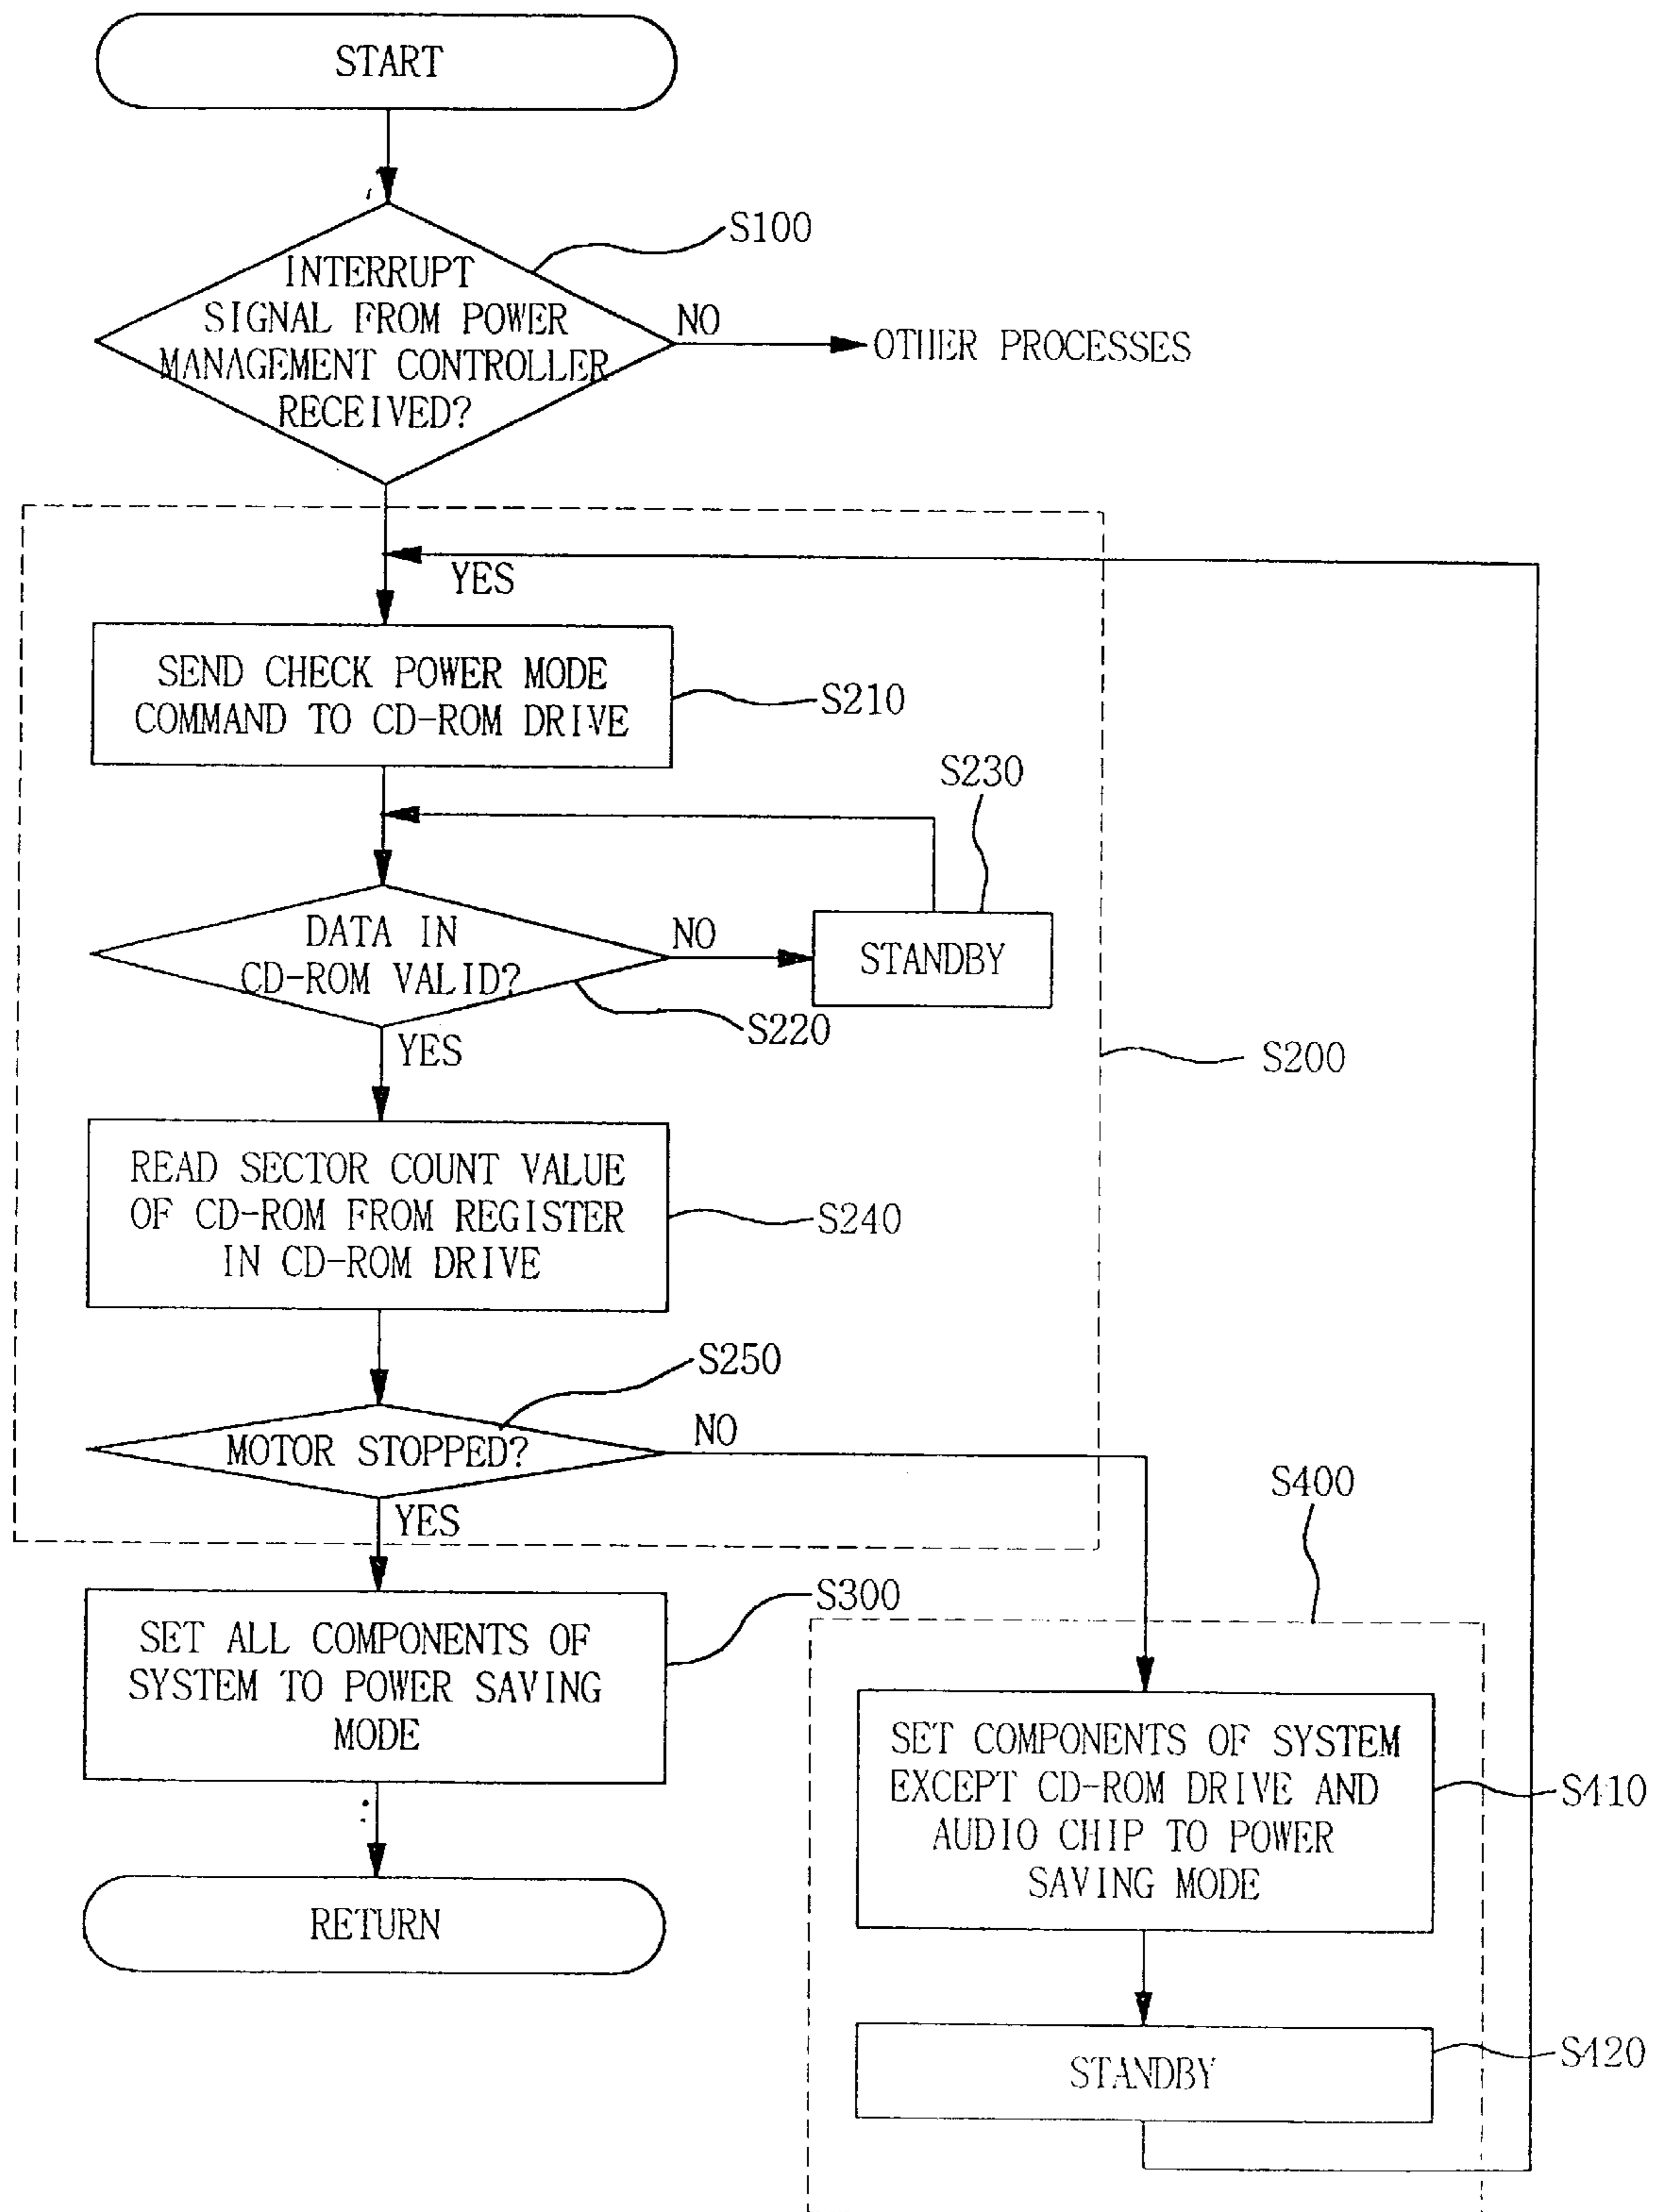 START
S100
INTERRUPT
SIGNAL FROM POWER
MANAGEMENT CONTROLLER
RECEIVED?
NO
OTHER PROCESSES
YES
SEND CHECK POWER MODE
COMMAND TO CD-ROM DRIVE
S210
S230
DATA IN
CD-ROM VALID?
NO
STANDBY
S220
YES
S200
READ SECTOR COUNT VALUE
OF CD-ROM FROM REGISTER
IN CD-ROM DRIVE
S240
S250
MOTOR STOPPED?
NO
YES
S400
S300
SET ALL COMPONENTS OF
SYSTEM TO POWER SAVING
MODE
SET COMPONENTS OF SYSTEM
EXCEPT CD-ROM DRIVE AND
AUDIO CHIP TO POWER
SAVING MODE
S410
RETURN
STANDBY
S420